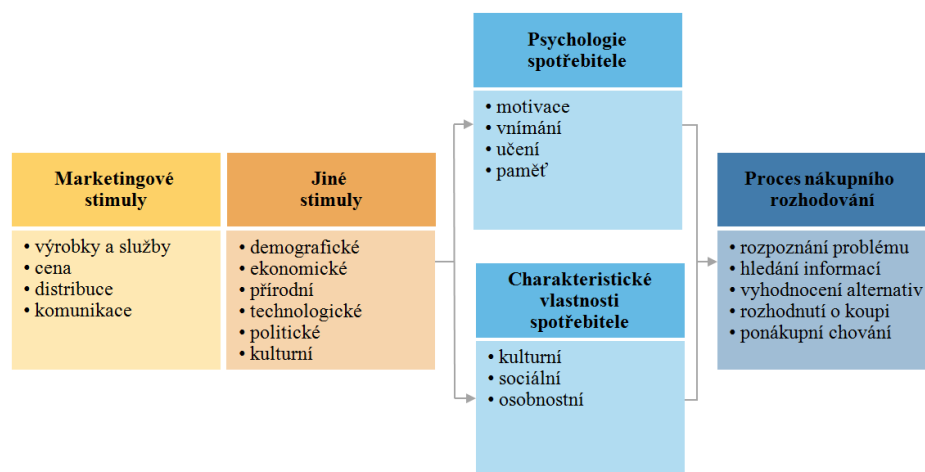 Marketingové
stimuly
• výrobky a služby
• cena
• distribuce
• komunikace
Jiné
stimuly
• demografické
• ekonomické
• přírodní
• technologické
• politické
• kulturní
Psychologie
spotřebitele
• motivace
• vnímání
• učení
• paměť
Charakteristické
vlastnosti
spotřebitele
• kulturní
• sociální
• osobnostní
Proces nákupního
rozhodování
• rozpoznání problému
• hledání informací
• vyhodnocení alternativ
• rozhodnutí o koupi
• ponákupní chování